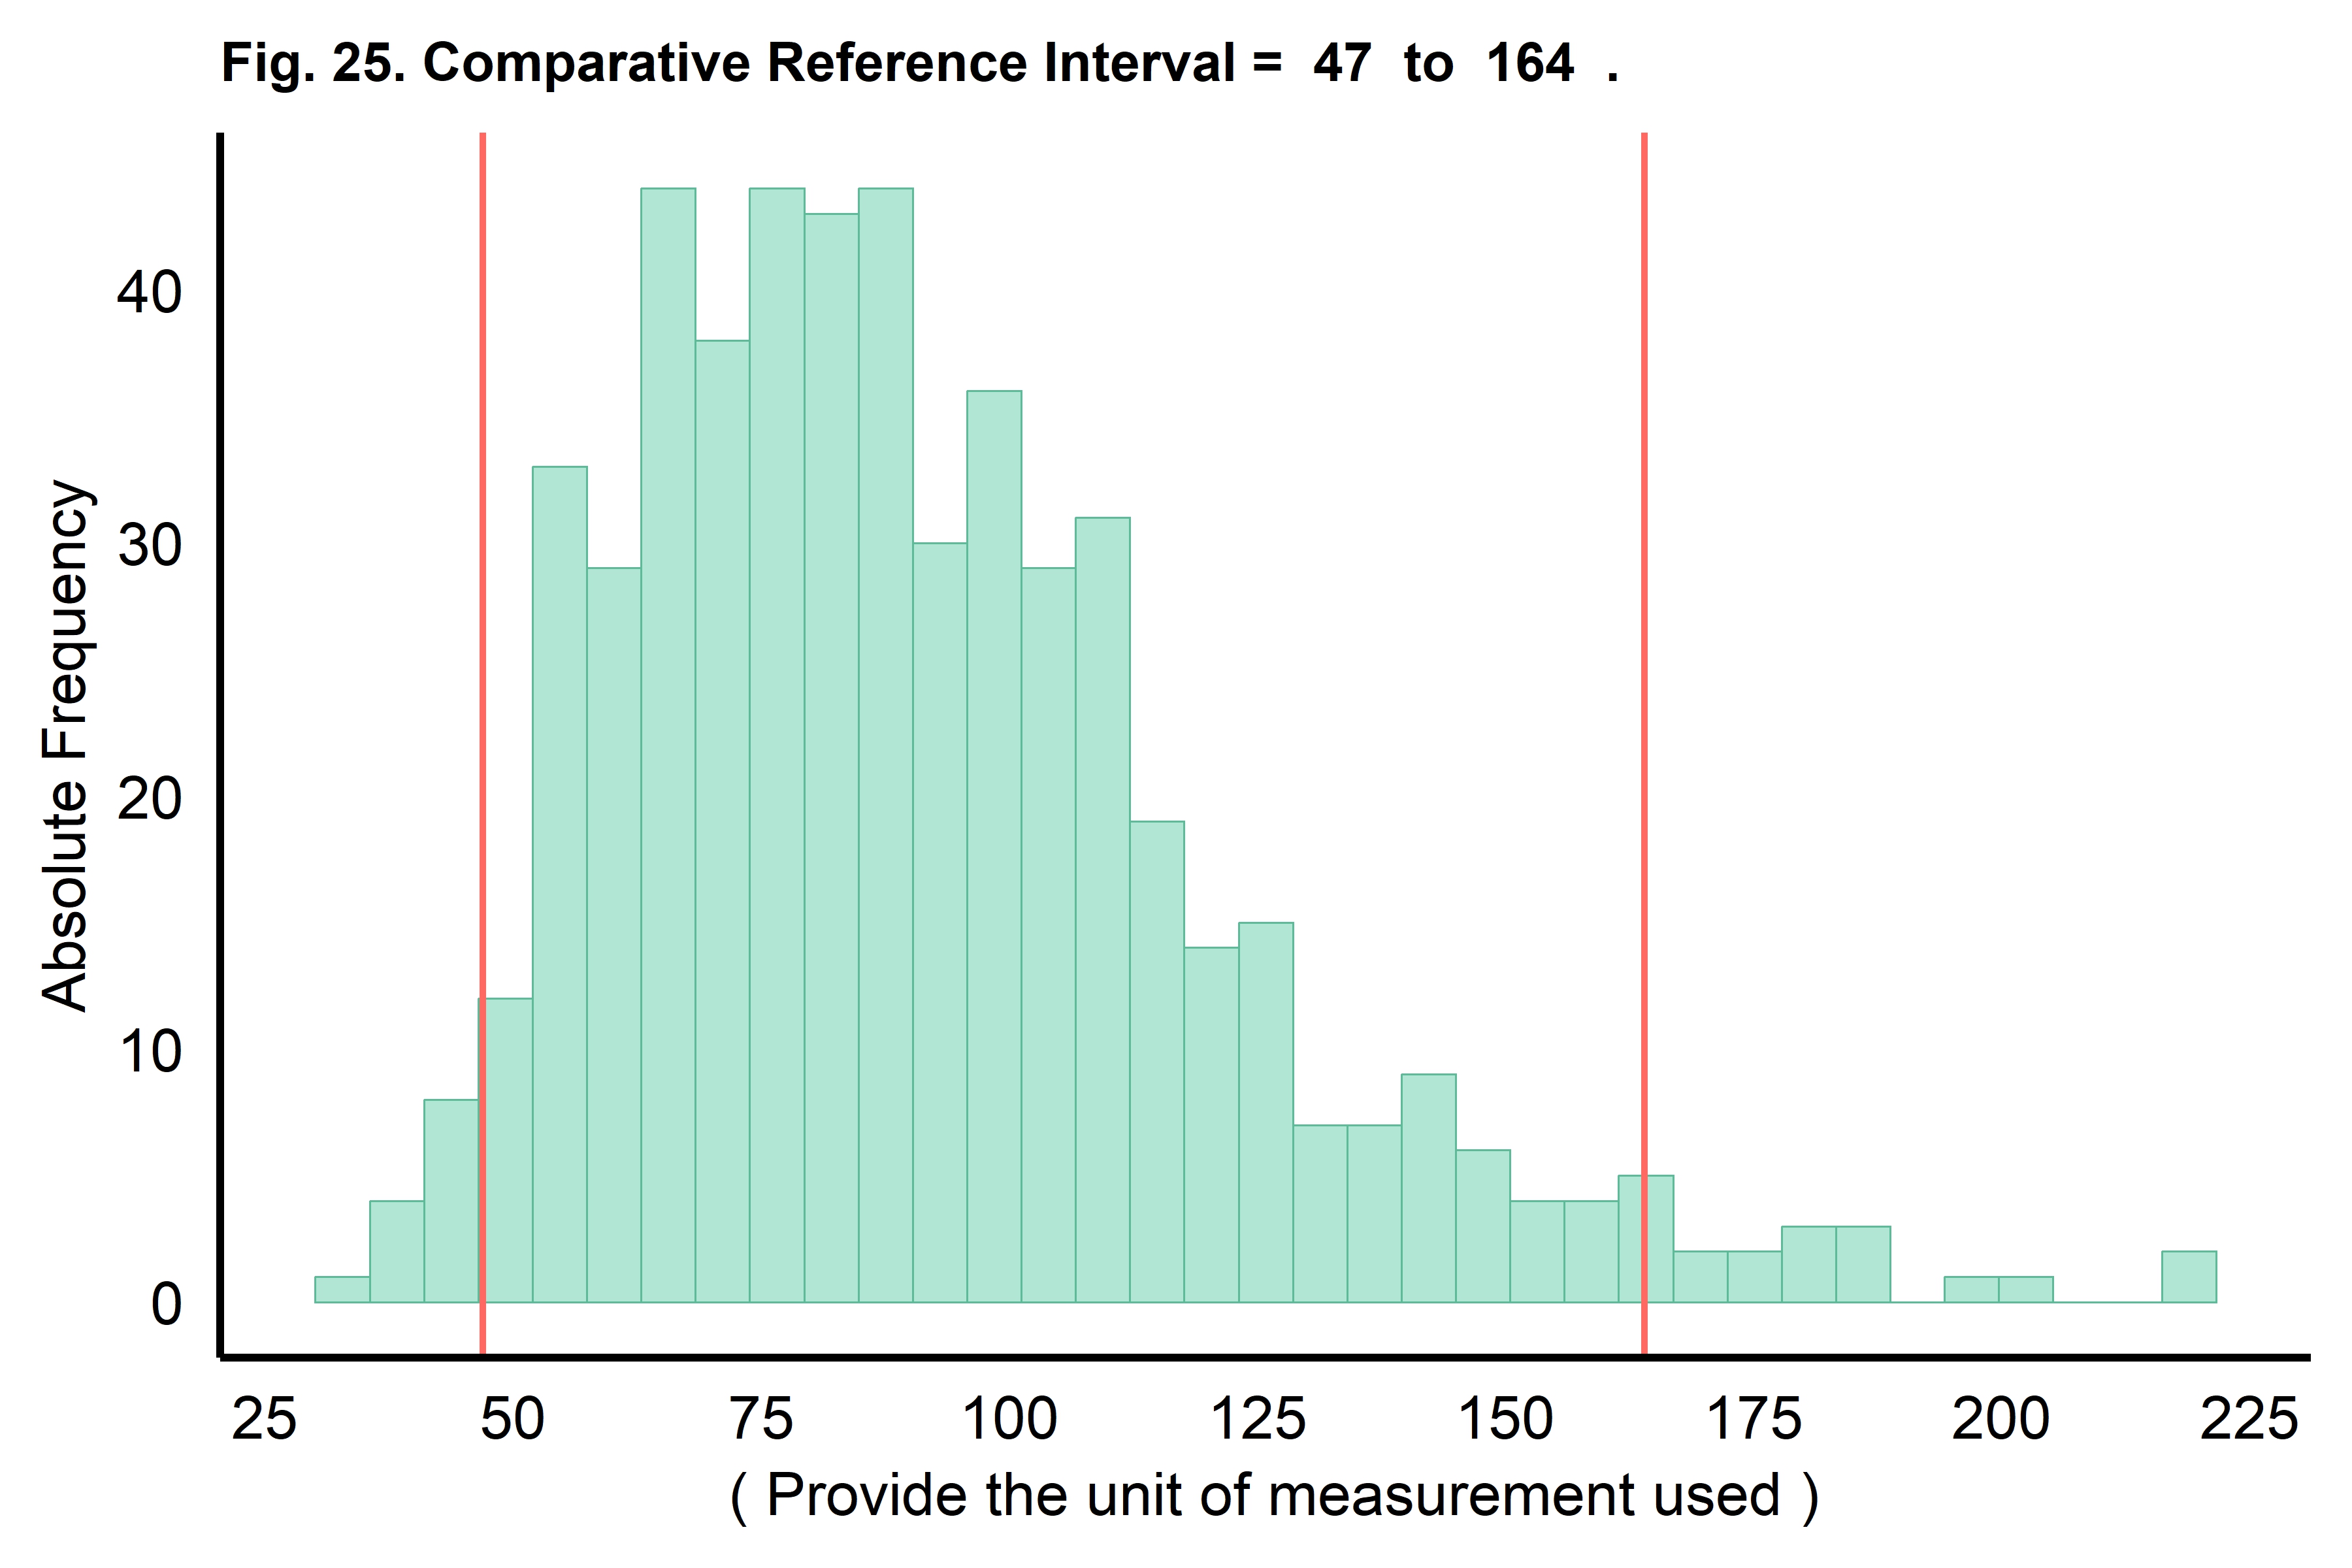 Fig. 25. Comparative Reference Interval = 47 to 164 .
Absolute Frequency
40
30
20
10
0
25 50 75 100 125 150 175 200 225
( Provide the unit of measurement used )